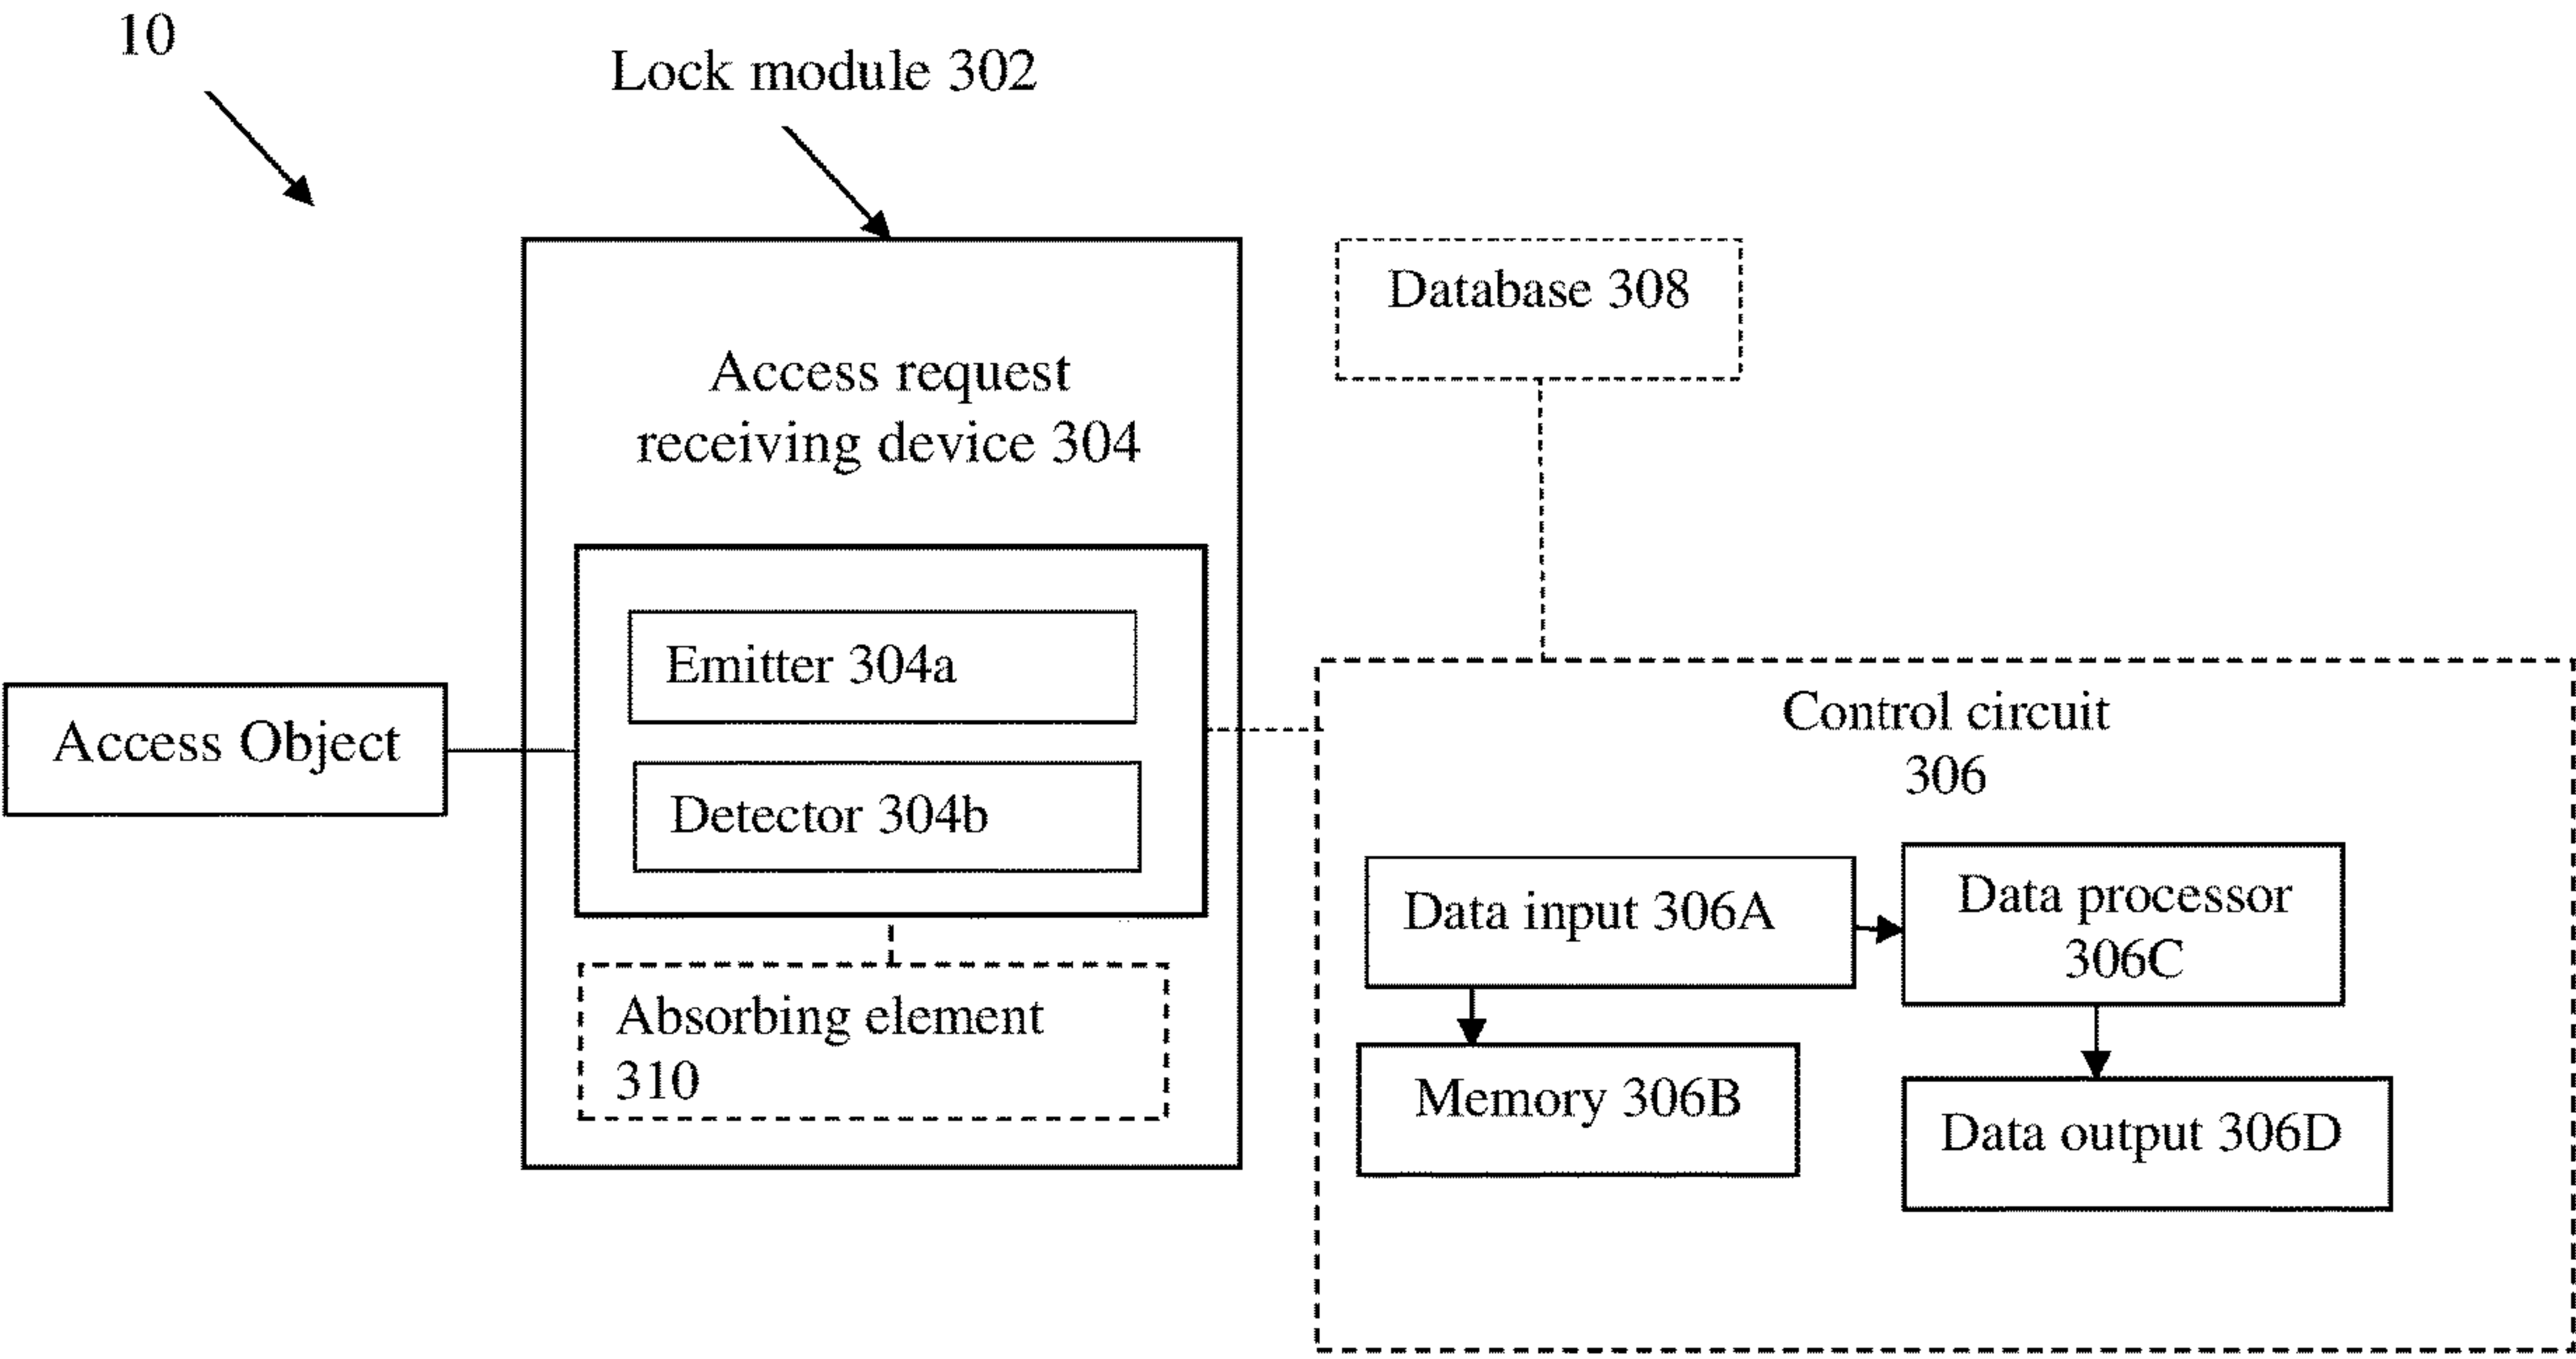 10
Lock module 302
Database 308
Access request
receiving device 304
Emitter 304a
Access Object
Detector 304b
Absorbing element
310
Control circuit
306
Data input 306A
Data processor
306C
Memory 306B
Data output 306D